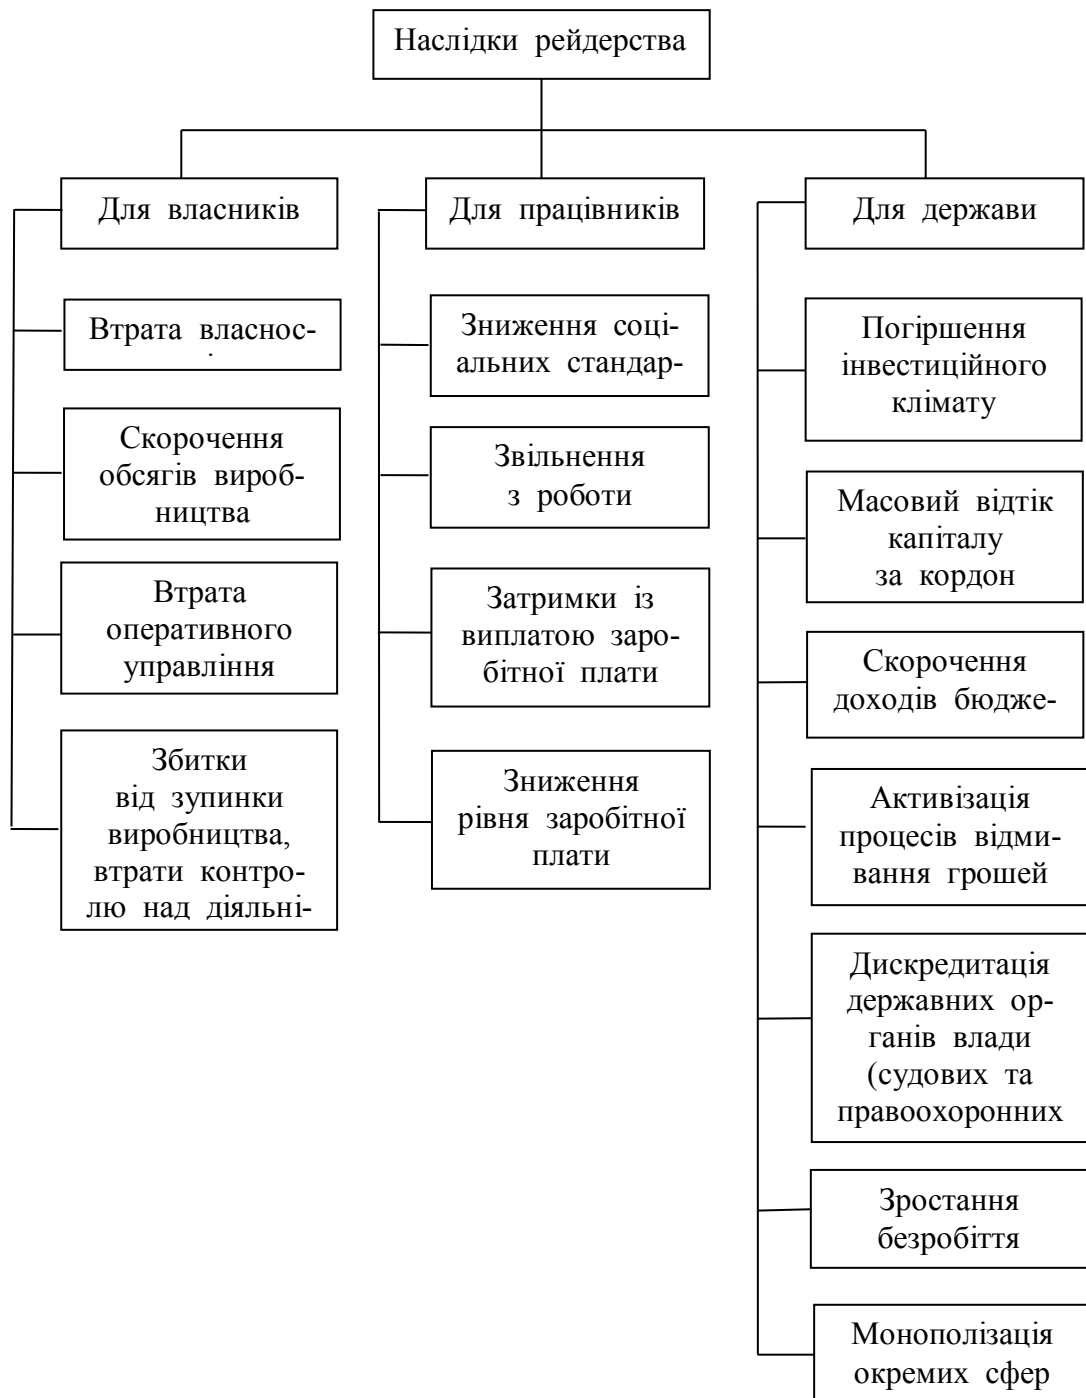 Наслідки рейдерства
Для власників
Втрата власнос-
Скорочення
обсягів вироб-
ництва
Втрата
оперативного
управління
Збитки
від зупинки
виробництва,
втрати контро-
лю над діяльні-
Для працівників
Зниження соці-
альних стандар-
Звільнення
з роботи
Затримки із
виплатою заро-
бітної плати
Зниження
рівня заробітної
плати
Для держави
Погіршення
інвестиційного
клімату
Масовий відтік
капіталу
за кордон
Скорочення
доходів бюдже-
Активізація
процесів відми-
вання грошей
Дискредитація
державних ор-
ганів влади
(судових та
правоохоронних
Зростання
безробіття
Монополізація
окремих сфер